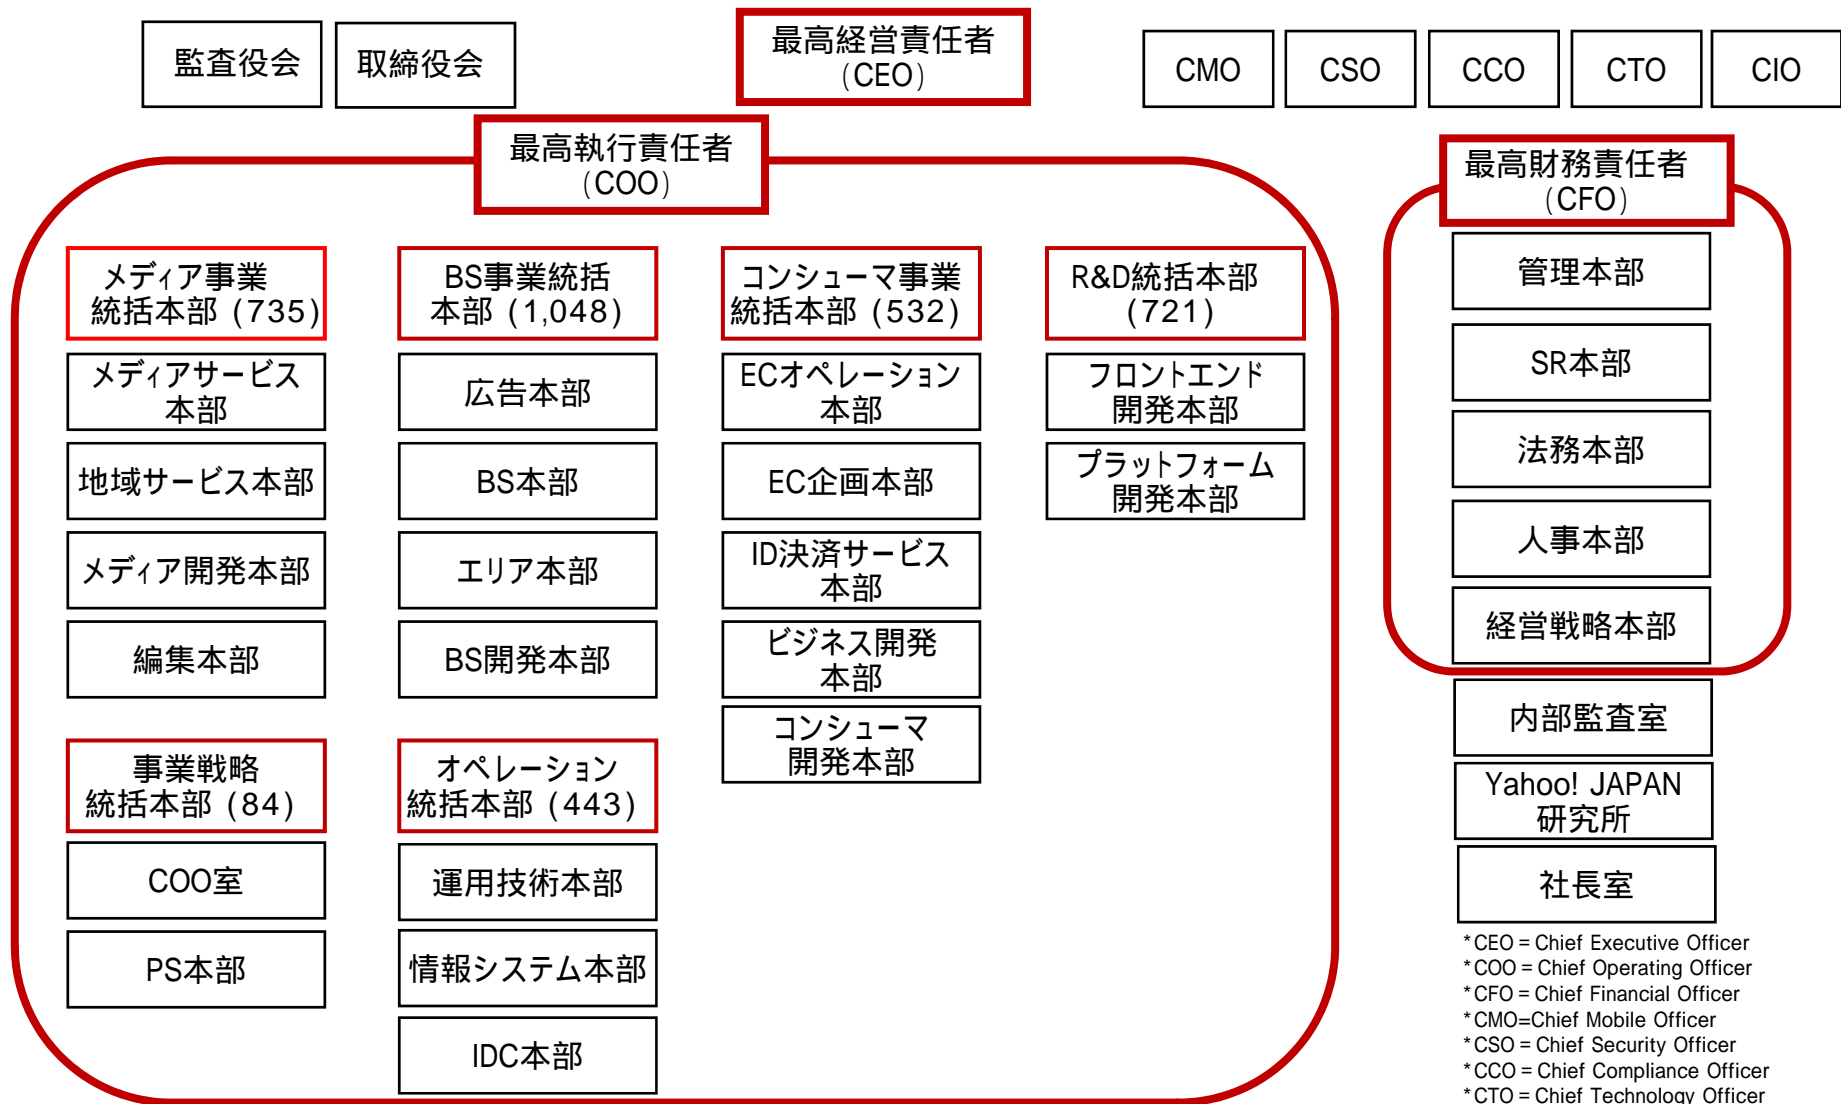 監査役会
取締役会
最高経営責任者
(CEO)
CMO
CSO
CCO
CTO
CIO
最高執行責任者
(COO)
最高財務責任者
(CFO)
メディア事業
統括本部 (735)
メディアサービス
本部
地域サービス本部
メディア開発本部
編集本部
BS事業統括
本部 (1,048)
広告本部
BS本部
エリア本部
BS開発本部
コンシューマ事業
統括本部 (532)
ECオペレーション
本部
EC企画本部
ID決済サービス
本部
ビジネス開発
本部
コンシューマ
開発本部
R&D統括本部
(721)
フロントエンド
開発本部
プラットフォーム
開発本部
事業戦略
統括本部 (84)
COO室
PS本部
オペレーション
統括本部 (443)
運用技術本部
情報システム本部
IDC本部
管理本部
SR本部
法務本部
人事本部
経営戦略本部
内部監査室
Yahoo! JAPAN
研究所
社長室
*CEO = Chief Executive Officer
*COO = Chief Operating Officer
*CFO = Chief Financial Officer
*CMO=Chief Mobile Officer
*CSO = Chief Security Officer
*CCO = Chief Compliance Officer
*CTO = Chief Technology Officer